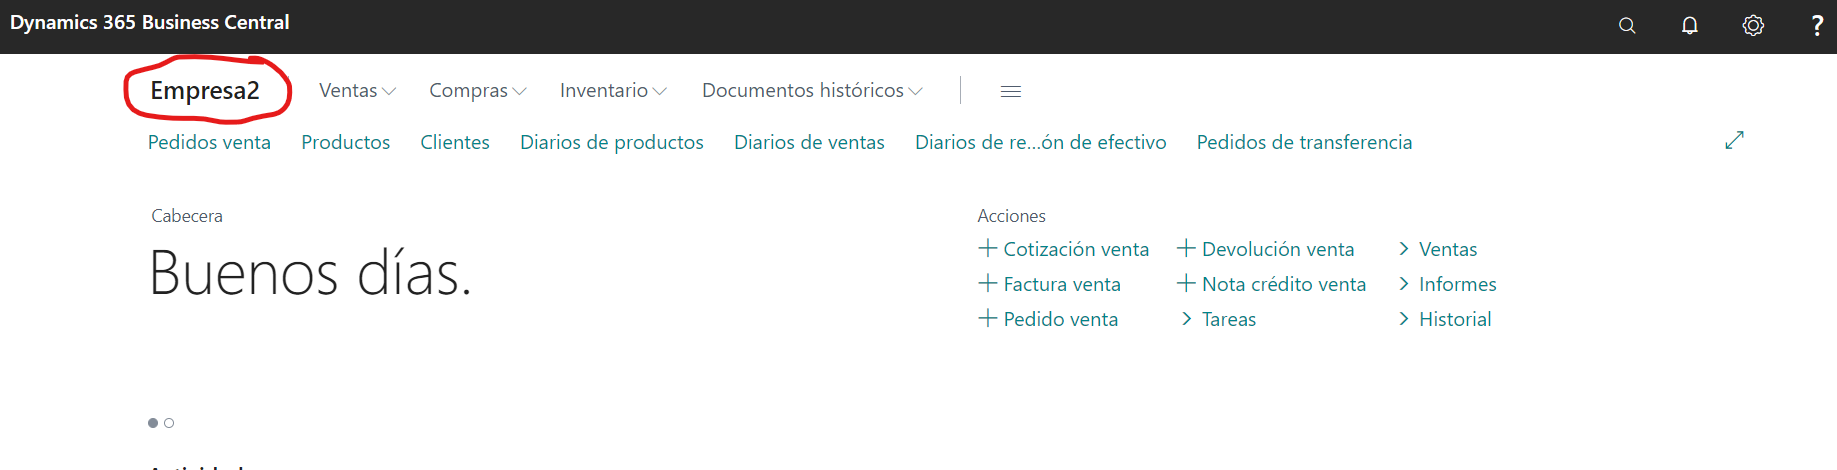 Dynamics 365 Business Central
?
Empresa2 Ventas Compras Inventario Documentos históricos
Pedidos venta Productos Clientes Diarios de productos Diarios de ventas Diarios de re...ón de efectivo Pedidos de transferencia
Cabecera
Buenos días.
Acciones
+ Cotización venta + Devolución venta > Ventas
+ Factura venta + Nota crédito venta > Informes
+ Pedido venta > Tareas > Historial